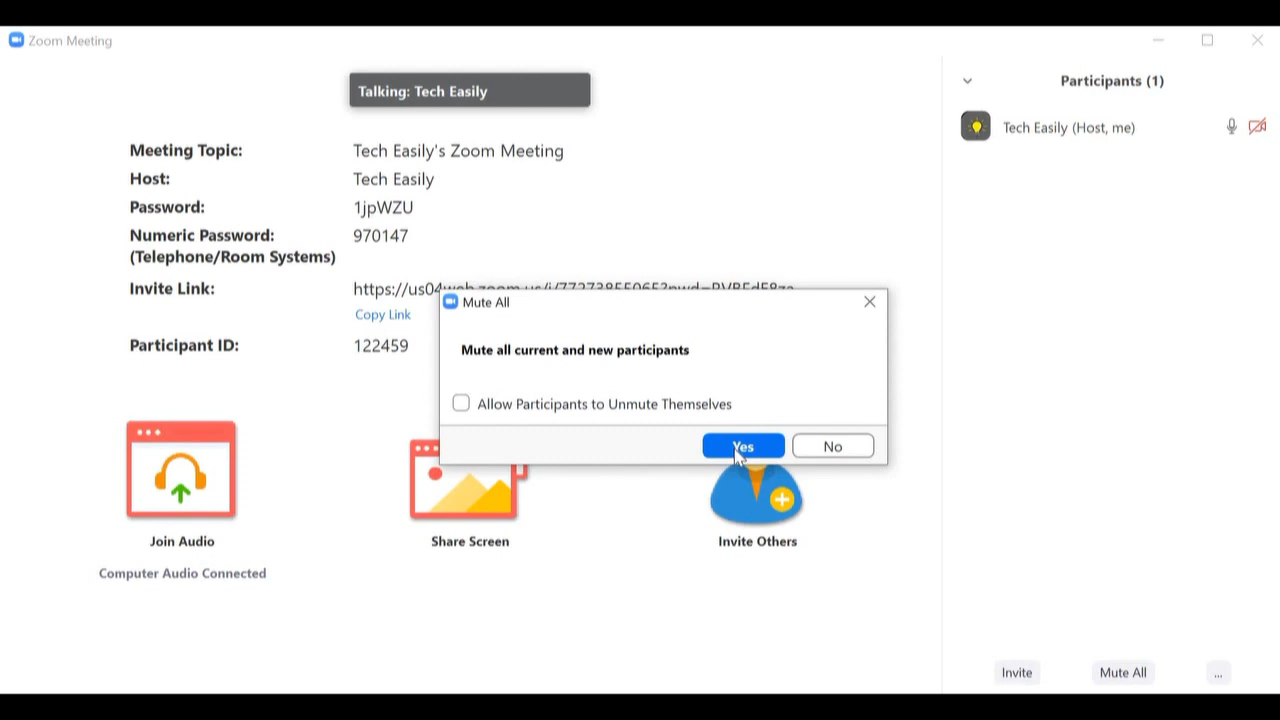 Zoom Meeting
Talking: Tech Easily
Participants (1)
Tech Easily (Host, me)
Meeting Topic: Tech Easily's Zoom Meeting
Host: Tech Easily
Password: 1jpWZU
Numeric Password: 970147
(Telephone/Room Systems)
Invite Link: https://us04
Copy Link
Participant ID: 122459
Mute All
Mute all current and new participants
Allow Participants to Unmute Themselves
Yes No
Join Audio Share Screen Invite Others
Computer Audio Connected
Invite Mute All ...